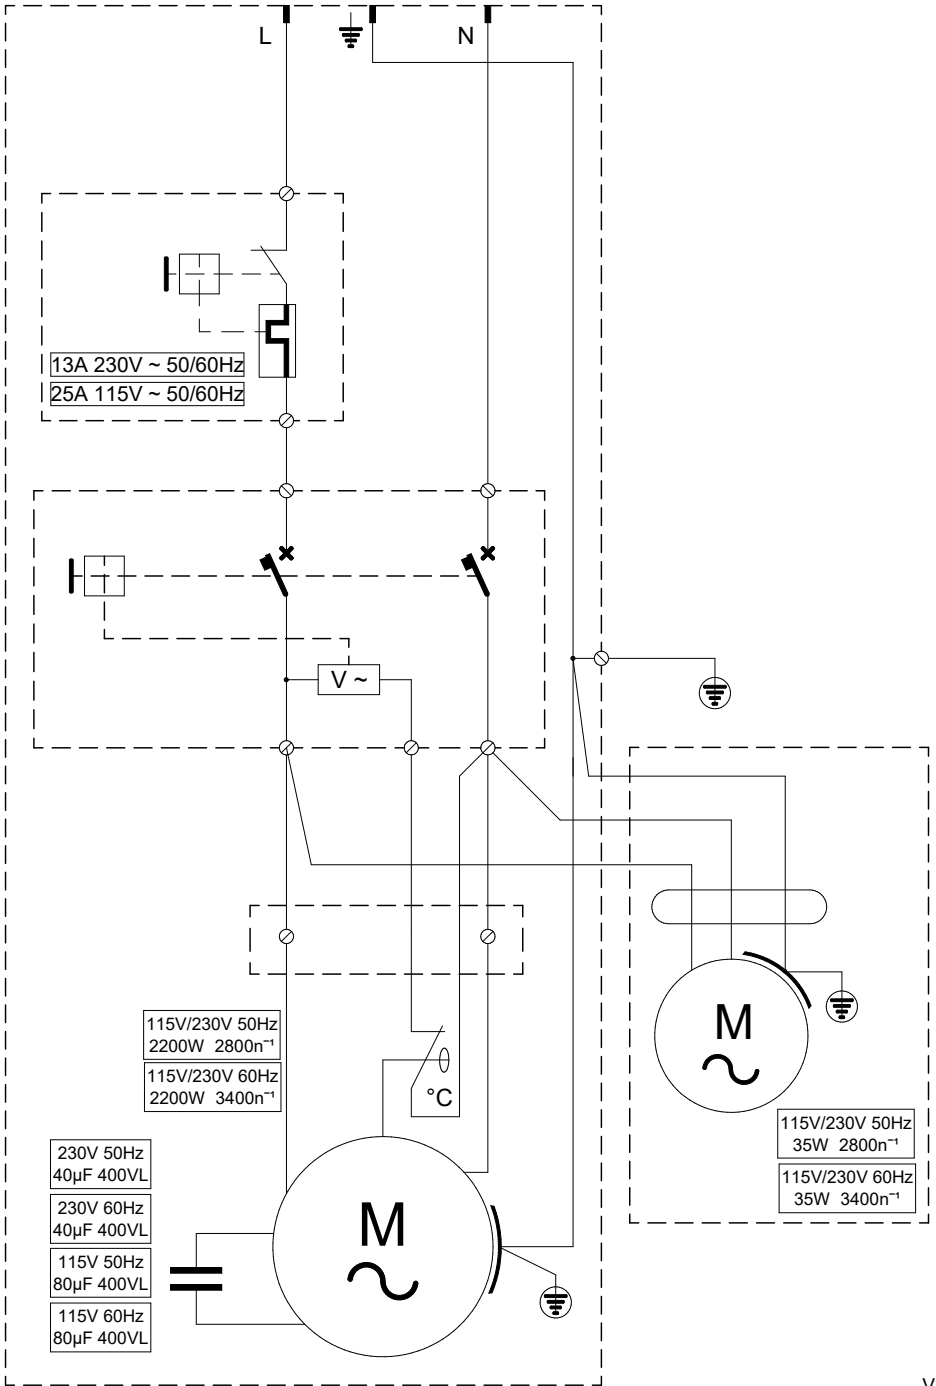 L
N
13A 230V ~ 50/60Hz
25A 115V ~ 50/60Hz
V ~
115V/230V 50Hz
2200W 2800n⁻¹
115V/230V 60Hz
2200W 3400n⁻¹
°C
M
115V/230V 50Hz
35W 2800n⁻¹
115V/230V 60Hz
35W 3400n⁻¹
230V 50Hz
40µF 400VL
230V 60Hz
40µF 400VL
115V 50Hz
80µF 400VL
115V 60Hz
80µF 400VL
M
V